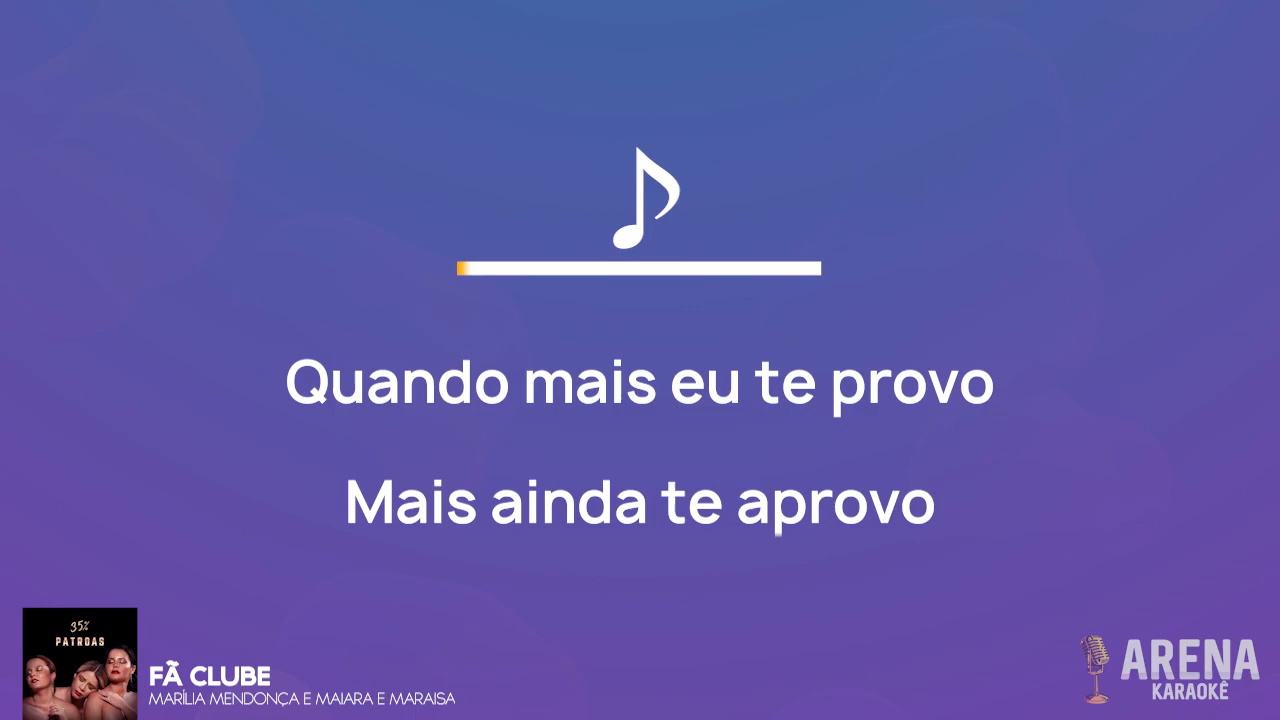 Quando mais eu te provo
Mais ainda te aprovo
35%
PATROAS
FÃ CLUBE
MARÍLIA MENDONÇA E MAIARA E MARAISA
ARENA
KARAOKÊ